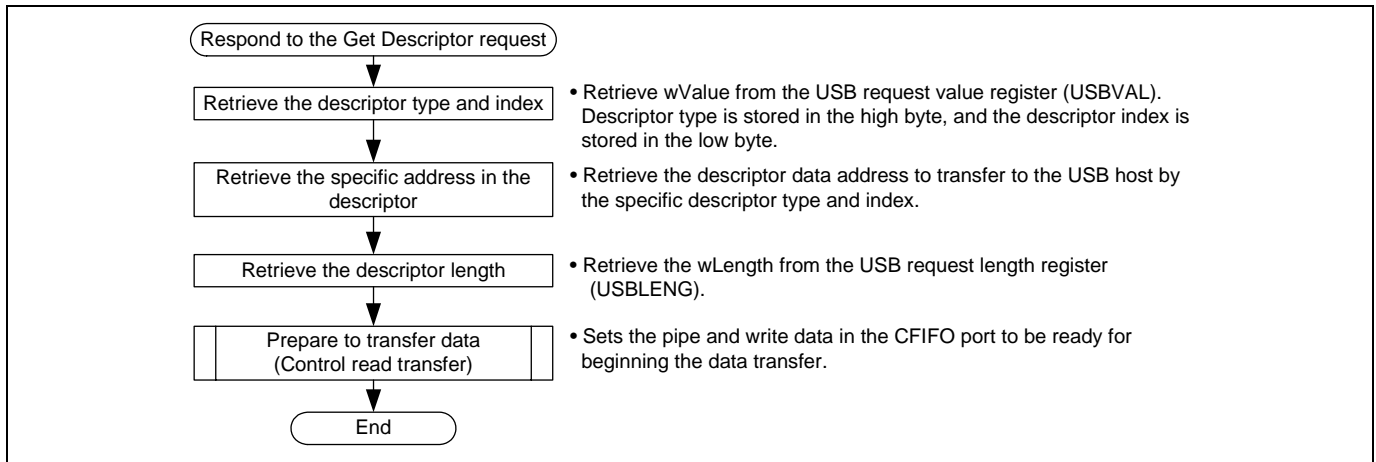 Respond to the Get Descriptor request
Retrieve the descriptor type and index
• Retrieve wValue from the USB request value register (USBVAL).
Descriptor type is stored in the high byte, and the descriptor index is
stored in the low byte.
Retrieve the specific address in the
descriptor
• Retrieve the descriptor data address to transfer to the USB host by
the specific descriptor type and index.
Retrieve the descriptor length
• Retrieve the wLength from the USB request length register
(USBLENG).
Prepare to transfer data
(Control read transfer)
• Sets the pipe and write data in the CFIFO port to be ready for
beginning the data transfer.
End